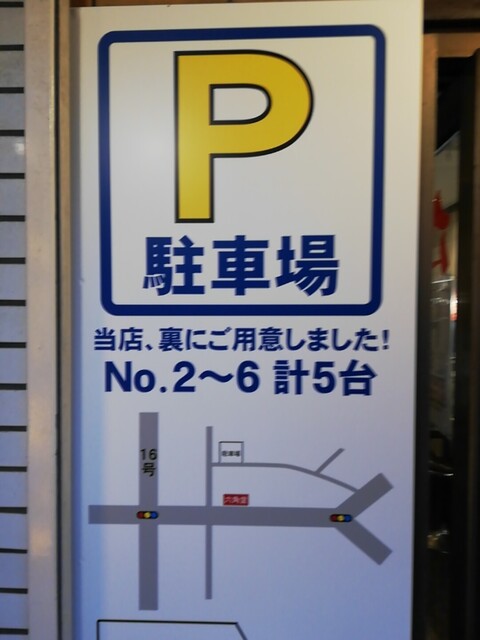 P
駐車場
当店、裏にご用意しました!
No.2〜6 計5台
16号
駐車場
六角堂